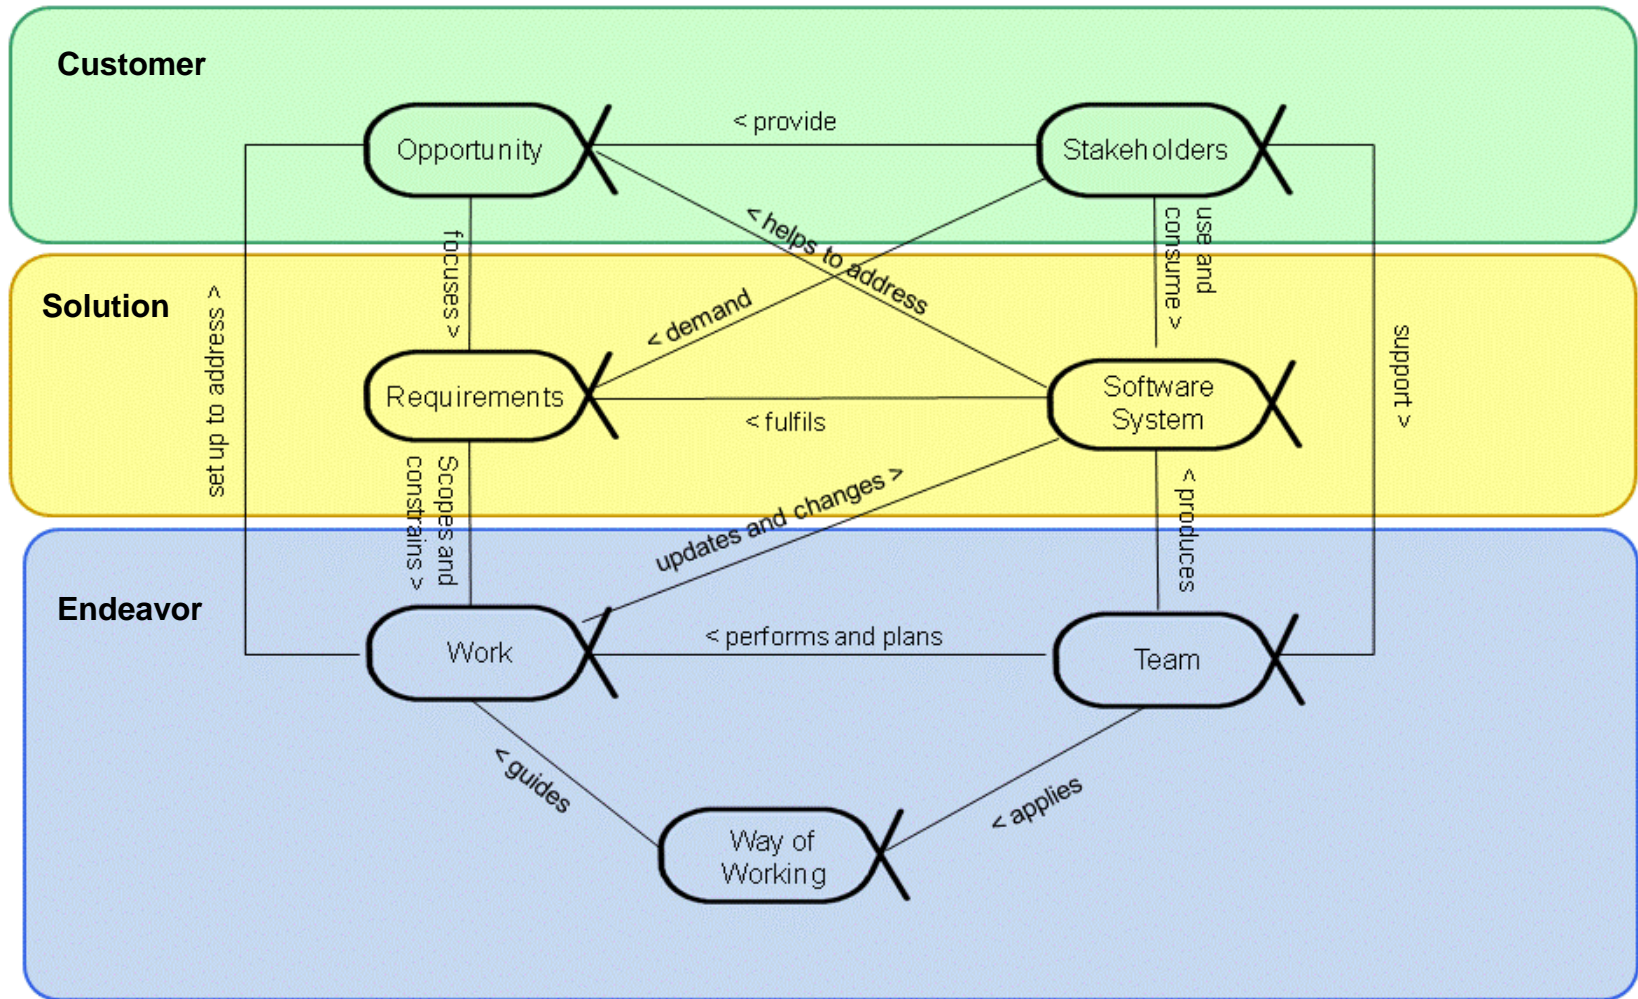 Customer
< provide
Opportunity
Stakeholders
use and
consume >
< helps to address
focuses >
Solution
set up to address >
< demand
support >
Requirements
Software
System
< fulfils
Scopes and
constrains >
updates and changes >
< produces
Endeavor
Work
< performs and plans
Team
< guides
< applies
Way of
Working